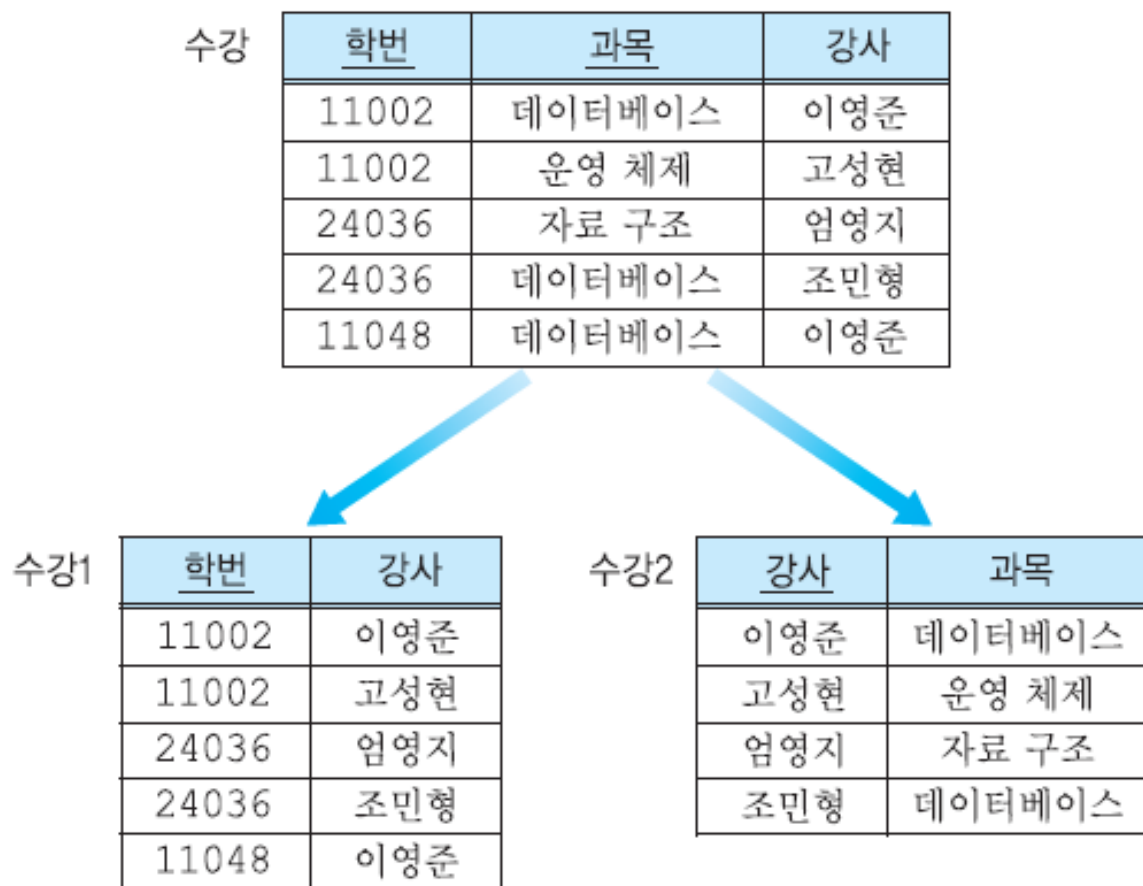 수강 학번 과목 강사
11002 데이터베이스 이영준
11002 운영 체제 고성현
24036 자료 구조 엄영지
24036 데이터베이스 조민형
11048 데이터베이스 이영준
수강1 학번 강사
11002 이영준
11002 고성현
24036 엄영지
24036 조민형
11048 이영준
수강2 강사 과목
이영준 데이터베이스
고성현 운영 체제
엄영지 자료 구조
조민형 데이터베이스